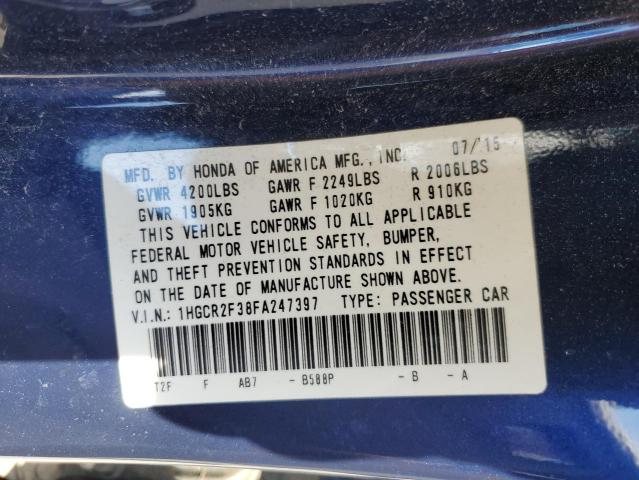 MFD. BY HONDA OF AMERICA MFG., INC. 07/15
GVWR 4200LBS GAWR F 2249LBS R 2006LBS
GVWR 1905KG GAWR F 1020KG R 910KG
THIS VEHICLE CONFORMS TO ALL APPLICABLE
FEDERAL MOTOR VEHICLE SAFETY, BUMPER,
AND THEFT PREVENTION STANDARDS IN EFFECT
ON THE DATE OF MANUFACTURE SHOWN ABOVE.
V.I.N.: 1HGCR2F38FA247397 TYPE: PASSENGER CAR
T2F F AB7 -B588P -B -A